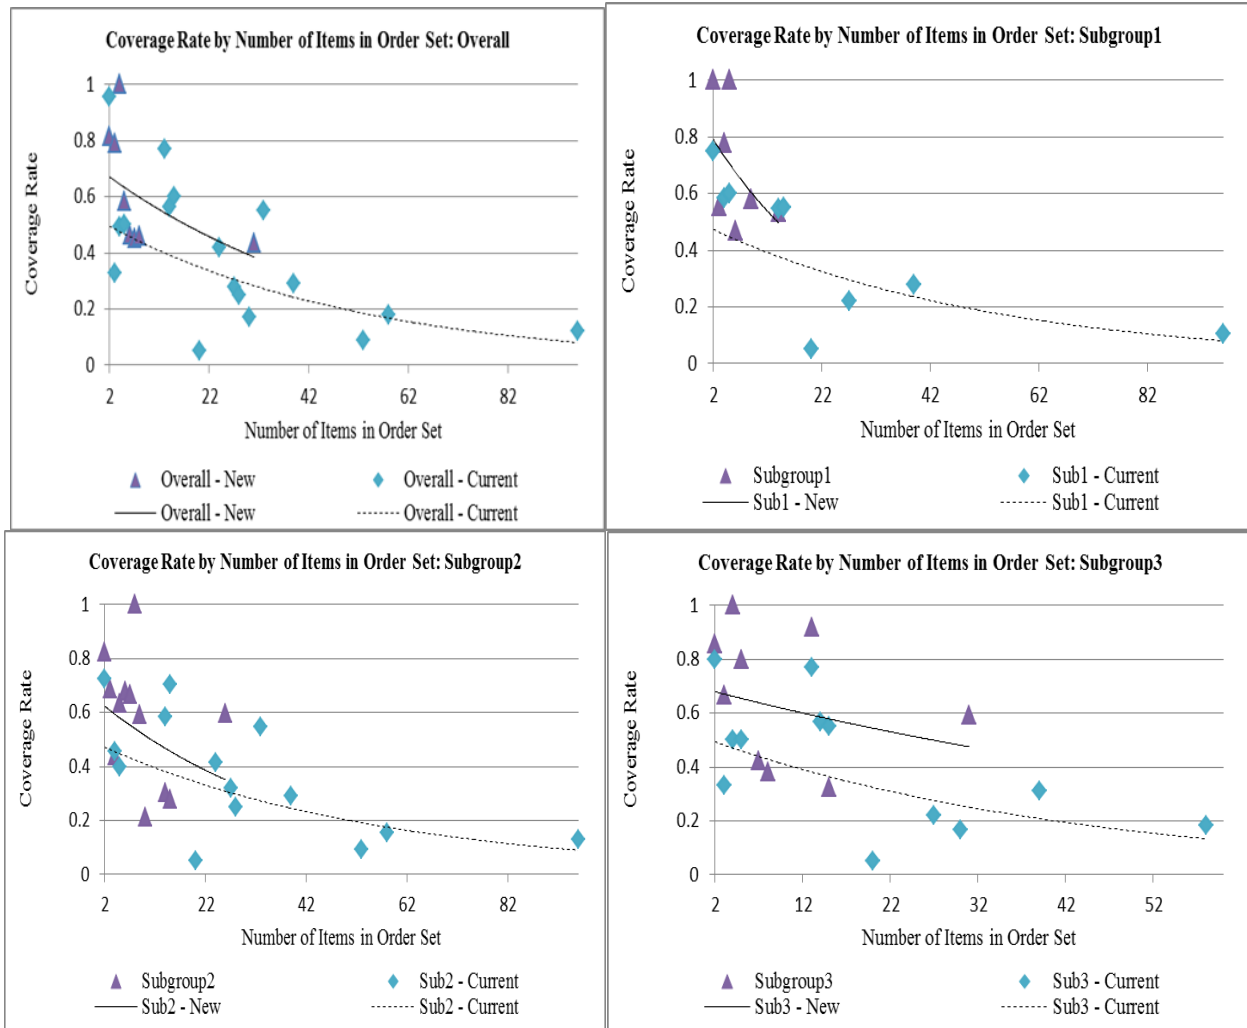 Coverage Rate by Number of Items in Order Set: Overall
1
0.8
0.6
0.4
0.2
0
Coverage Rate
2 22 42 62 82
Number of Items in Order Set
Overall - New Overall - Current
Overall - New Overall - Current
Coverage Rate by Number of Items in Order Set: Subgroup1
1
0.8
0.6
0.4
0.2
0
Coverage Rate
2 22 42 62 82
Number of Items in Order Set
Subgroup1 Sub1 - Current
Sub1 - New Sub1 - Current
Coverage Rate by Number of Items in Order Set: Subgroup2
1
0.8
0.6
0.4
0.2
0
Coverage Rate
2 22 42 62 82
Number of Items in Order Set
Subgroup2 Sub2 - Current
Sub2 - New Sub2 - Current
Coverage Rate by Number of Items in Order Set: Subgroup3
1
0.8
0.6
0.4
0.2
0
Coverage Rate
2 12 22 32 42 52
Number of Items in Order Set
Subgroup3 Sub3 - Current
Sub3 - New Sub3 - Current